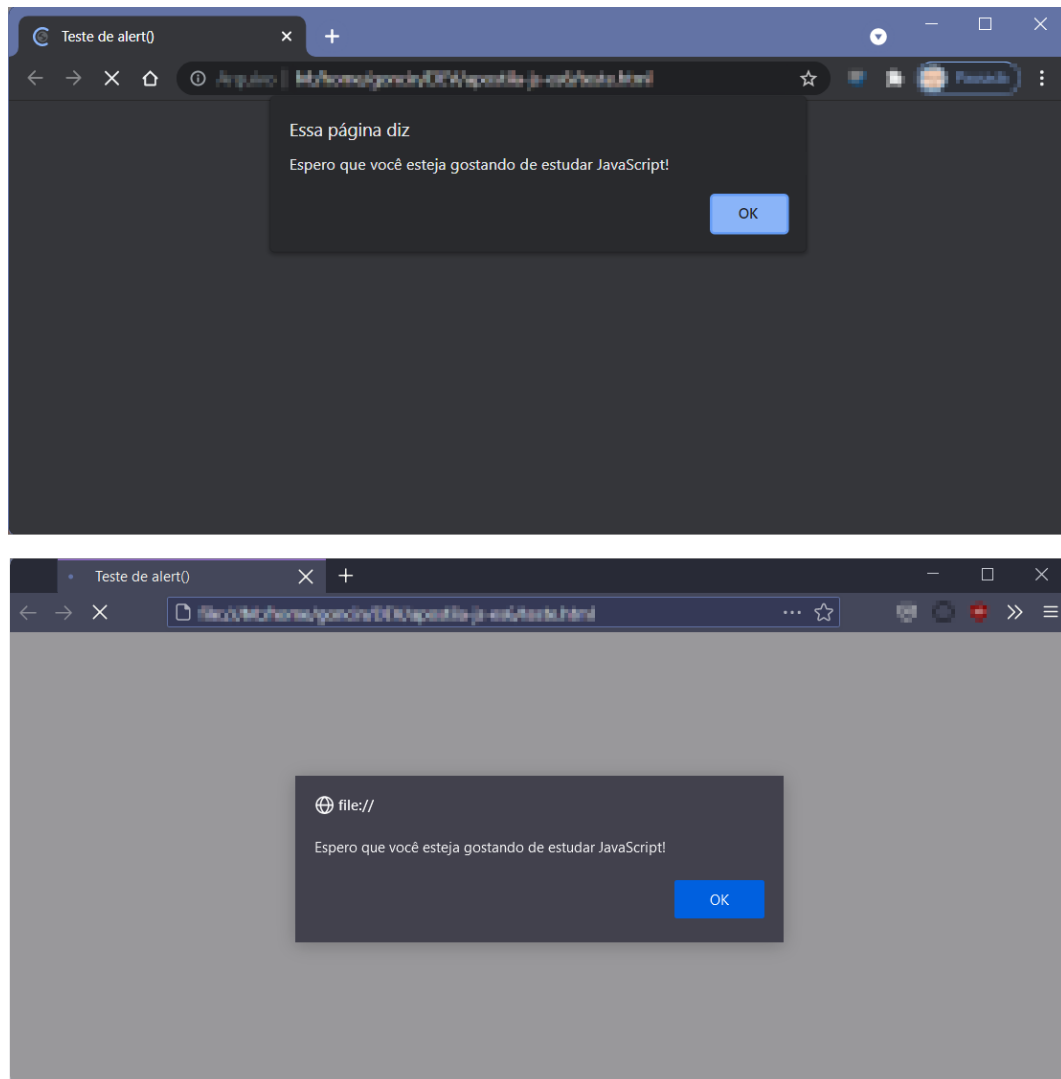 Teste de alert()
Essa página diz
Espero que você esteja gostando de estudar JavaScript!
OK
Teste de alert()
file://
Espero que você esteja gostando de estudar JavaScript!
OK